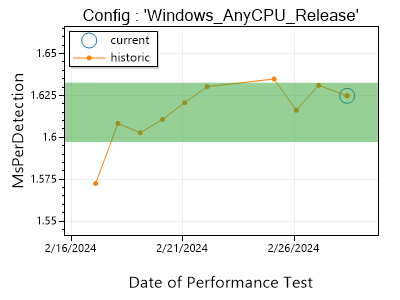 Config : 'Windows_AnyCPU_Release'
current
historic
MsPerDetection
1.65
1.625
1.6
1.575
1.55
2/16/2024
2/21/2024
2/26/2024
Date of Performance Test